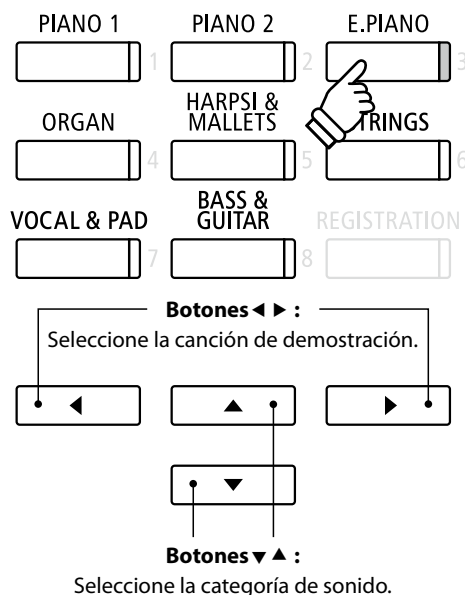 PIANO 1 PIANO 2 E.PIANO
1 2 3
ORGAN HARPSI & MALLETS TRINGS
4 5 6
VOCAL & PAD BASS & GUITAR REGISTRATION
7 8
Botones ◀ ▶ :
Seleccione la canción de demostración.
◀ ▲ ▶
▼
Botones ▼ ▲ :
Seleccione la categoría de sonido.